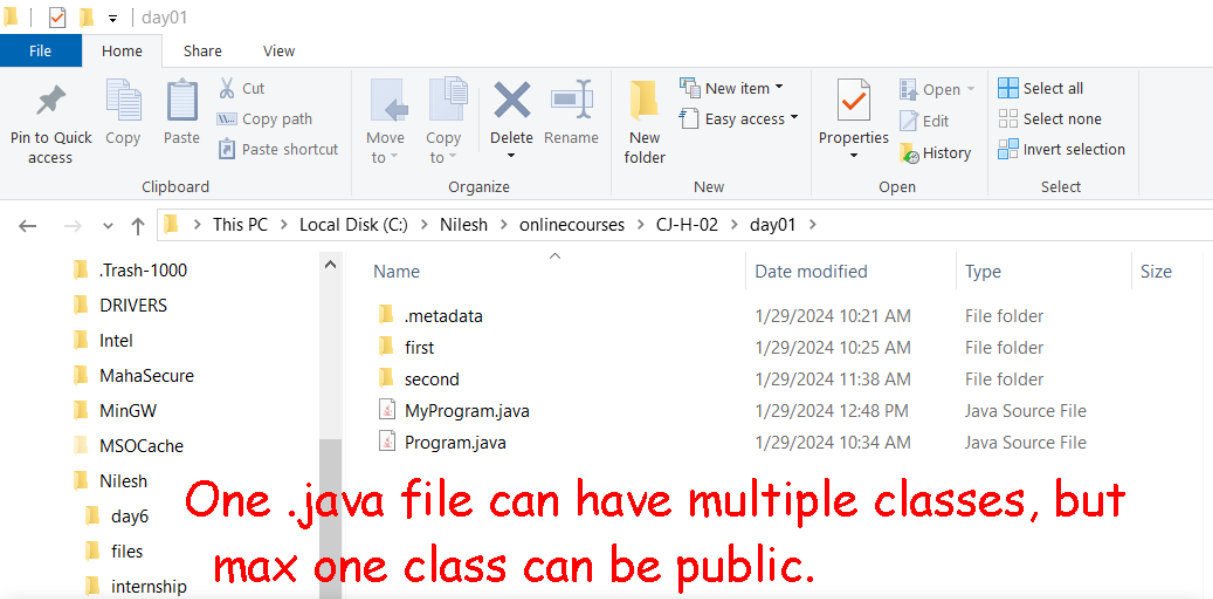 day01
File Home Share View
Cut
Copy path
Paste shortcut
Pin to Quick access
Copy
Paste
Clipboard
Move to
Copy to
Delete
Rename
Organize
New folder
New item
Easy access
New
Properties
Open
Edit
History
Open
Select all
Select none
Invert selection
Select
This PC > Local Disk (C:) > Nilesh > onlinecourses > CJ-H-02 > day01 >
.Trash-1000
DRIVERS
Intel
MahaSecure
MinGW
MSOCache
Nilesh
day6
files
internship
Name Date modified Type Size
.metadata 1/29/2024 10:21 AM File folder
first 1/29/2024 10:25 AM File folder
second 1/29/2024 11:38 AM File folder
MyProgram.java 1/29/2024 12:48 PM Java Source File
Program.java 1/29/2024 10:34 AM Java Source File
One .java file can have multiple classes, but
max one class can be public.